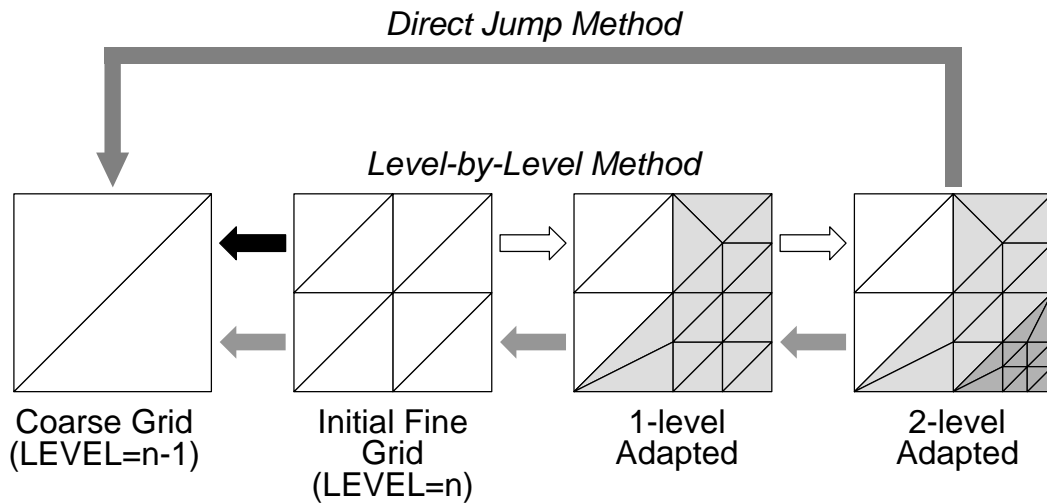 Direct Jump Method
Level-by-Level Method
Coarse Grid
(LEVEL=n-1)
Initial Fine
Grid
(LEVEL=n)
1-level
Adapted
2-level
Adapted